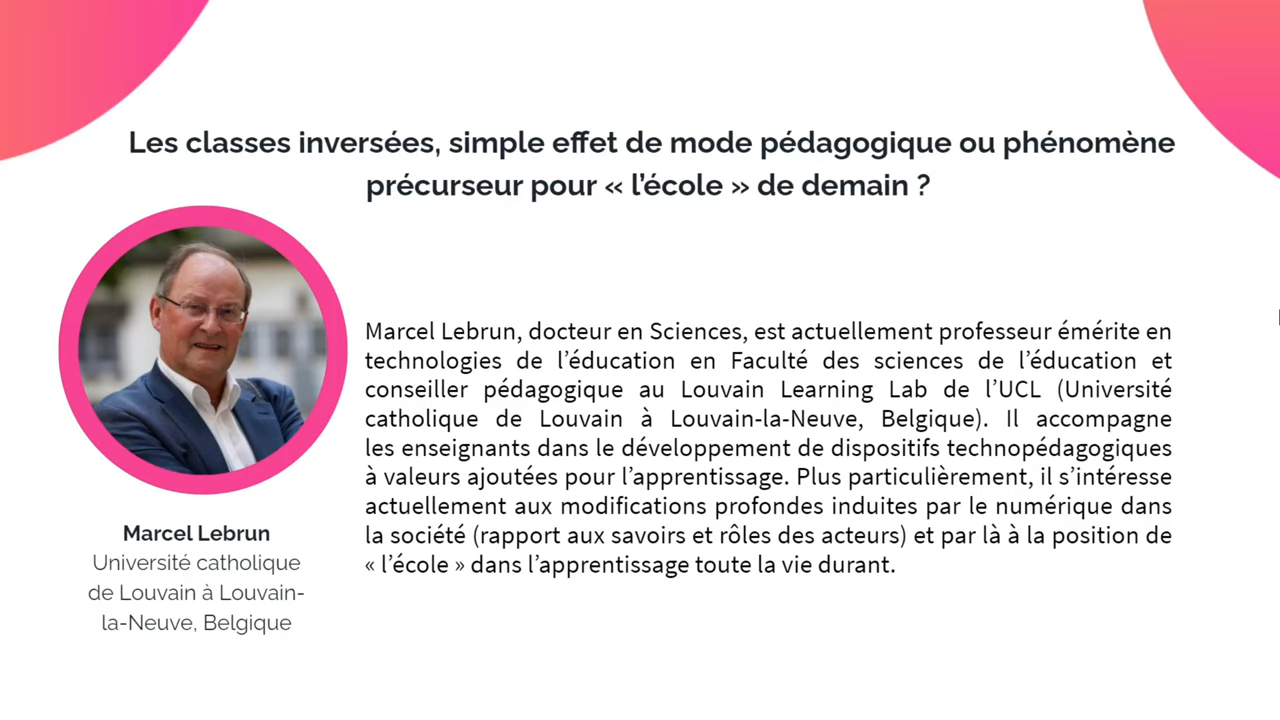 Les classes inversées, simple effet de mode pédagogique ou phénomène
précurseur pour « l’école » de demain ?
Marcel Lebrun, docteur en Sciences, est actuellement professeur émérite en
technologies de l’éducation en Faculté des sciences de l’éducation et
conseiller pédagogique au Louvain Learning Lab de l’UCL (Université
catholique de Louvain à Louvain-la-Neuve, Belgique). Il accompagne
les enseignants dans le développement de dispositifs technopédagogiques
à valeurs ajoutées pour l’apprentissage. Plus particulièrement, il s’intéresse
actuellement aux modifications profondes induites par le numérique dans
la société (rapport aux savoirs et rôles des acteurs) et par là à la position de
« l’école » dans l’apprentissage toute la vie durant.
Marcel Lebrun
Université catholique
de Louvain à Louvain-
la-Neuve, Belgique